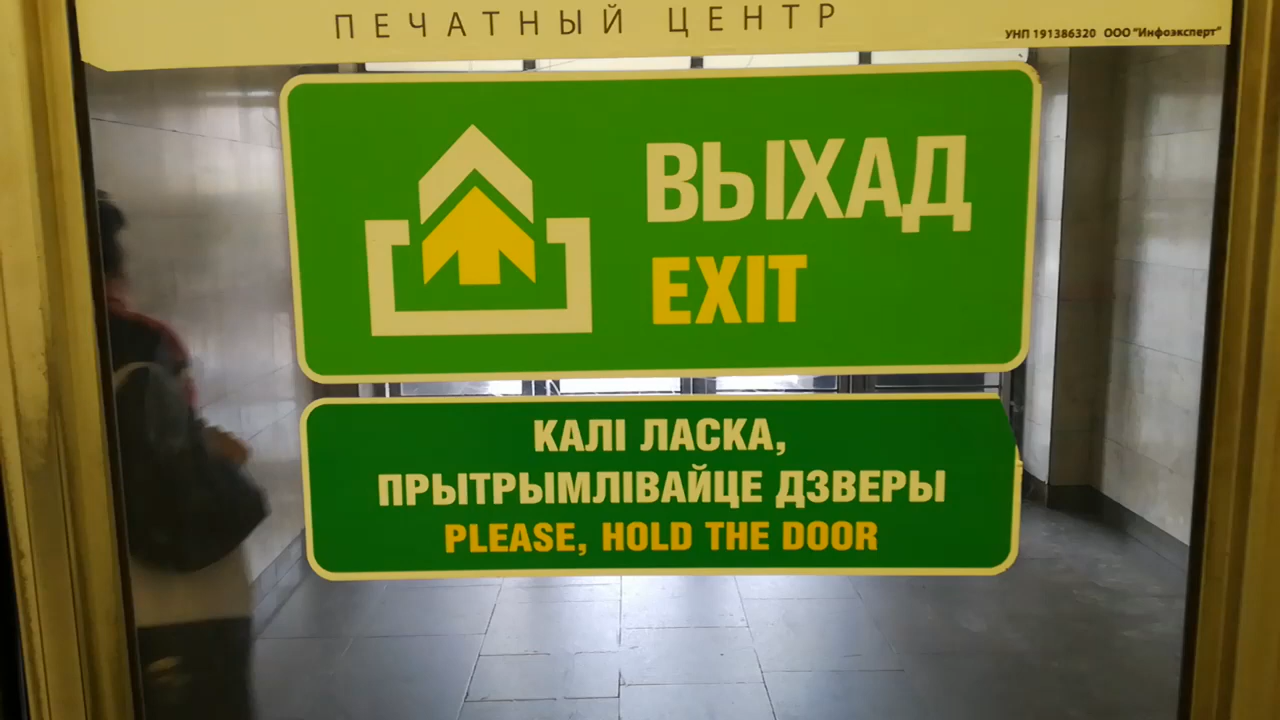 ПЕЧАТНЫЙ ЦЕНТР
УНП 191386320 ООО "Инфоэксперт"
ВЫХАД
EXIT
КАЛІ ЛАСКА,
ПРЫТРЫМЛІВАЙЦЕ ДЗВЕРЫ
PLEASE, HOLD THE DOOR